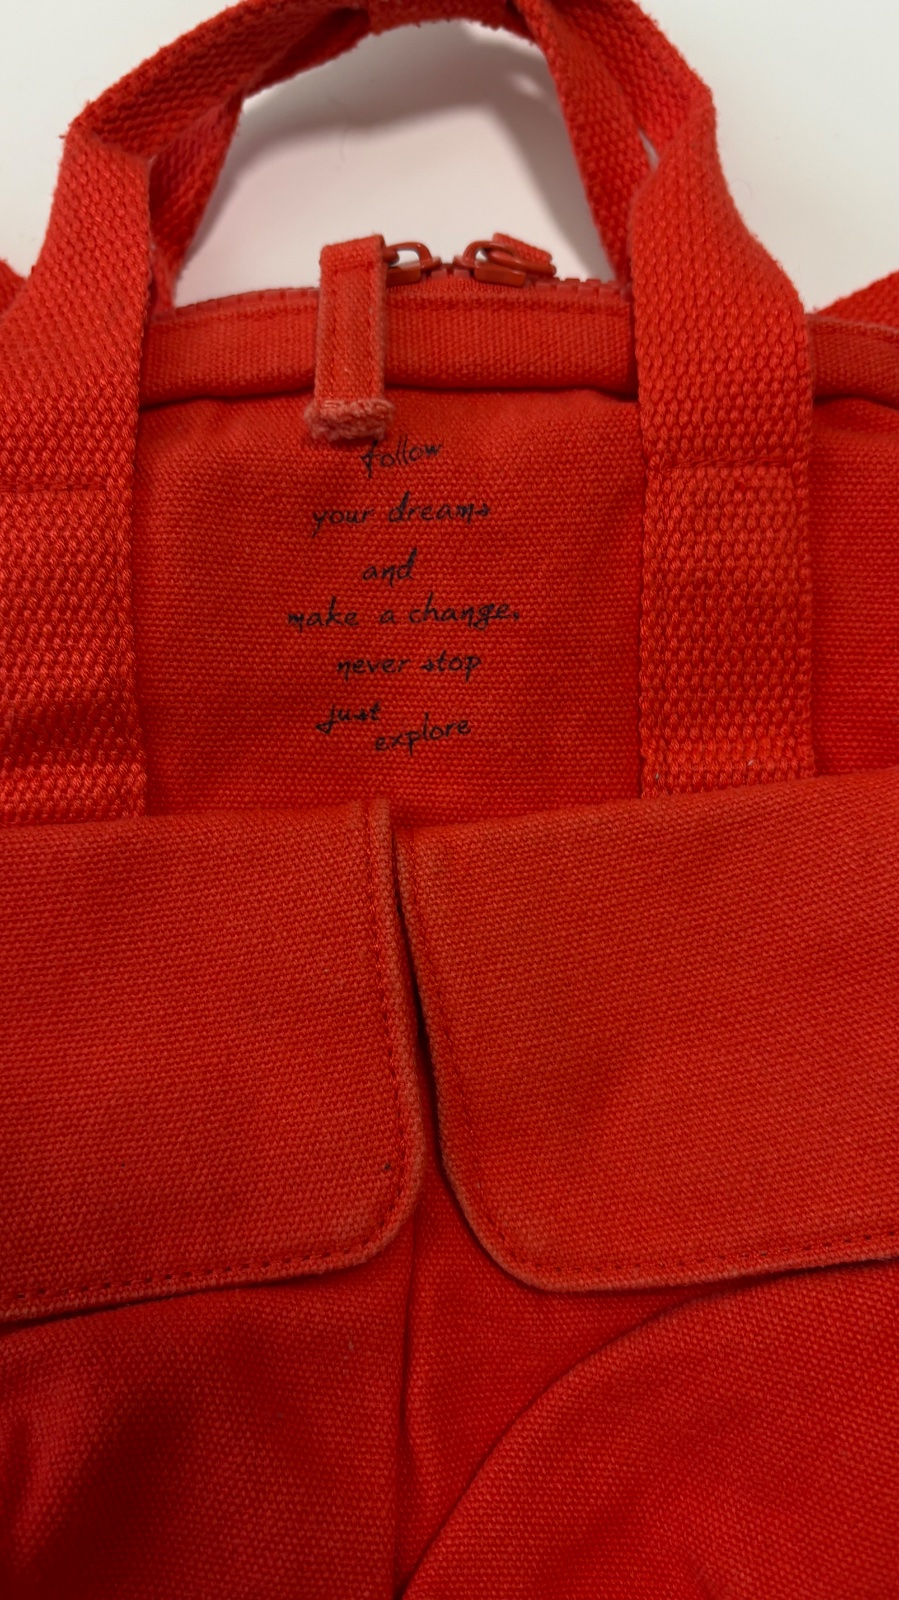 follow
your dreams
and
make a change.
never stop
just
explore